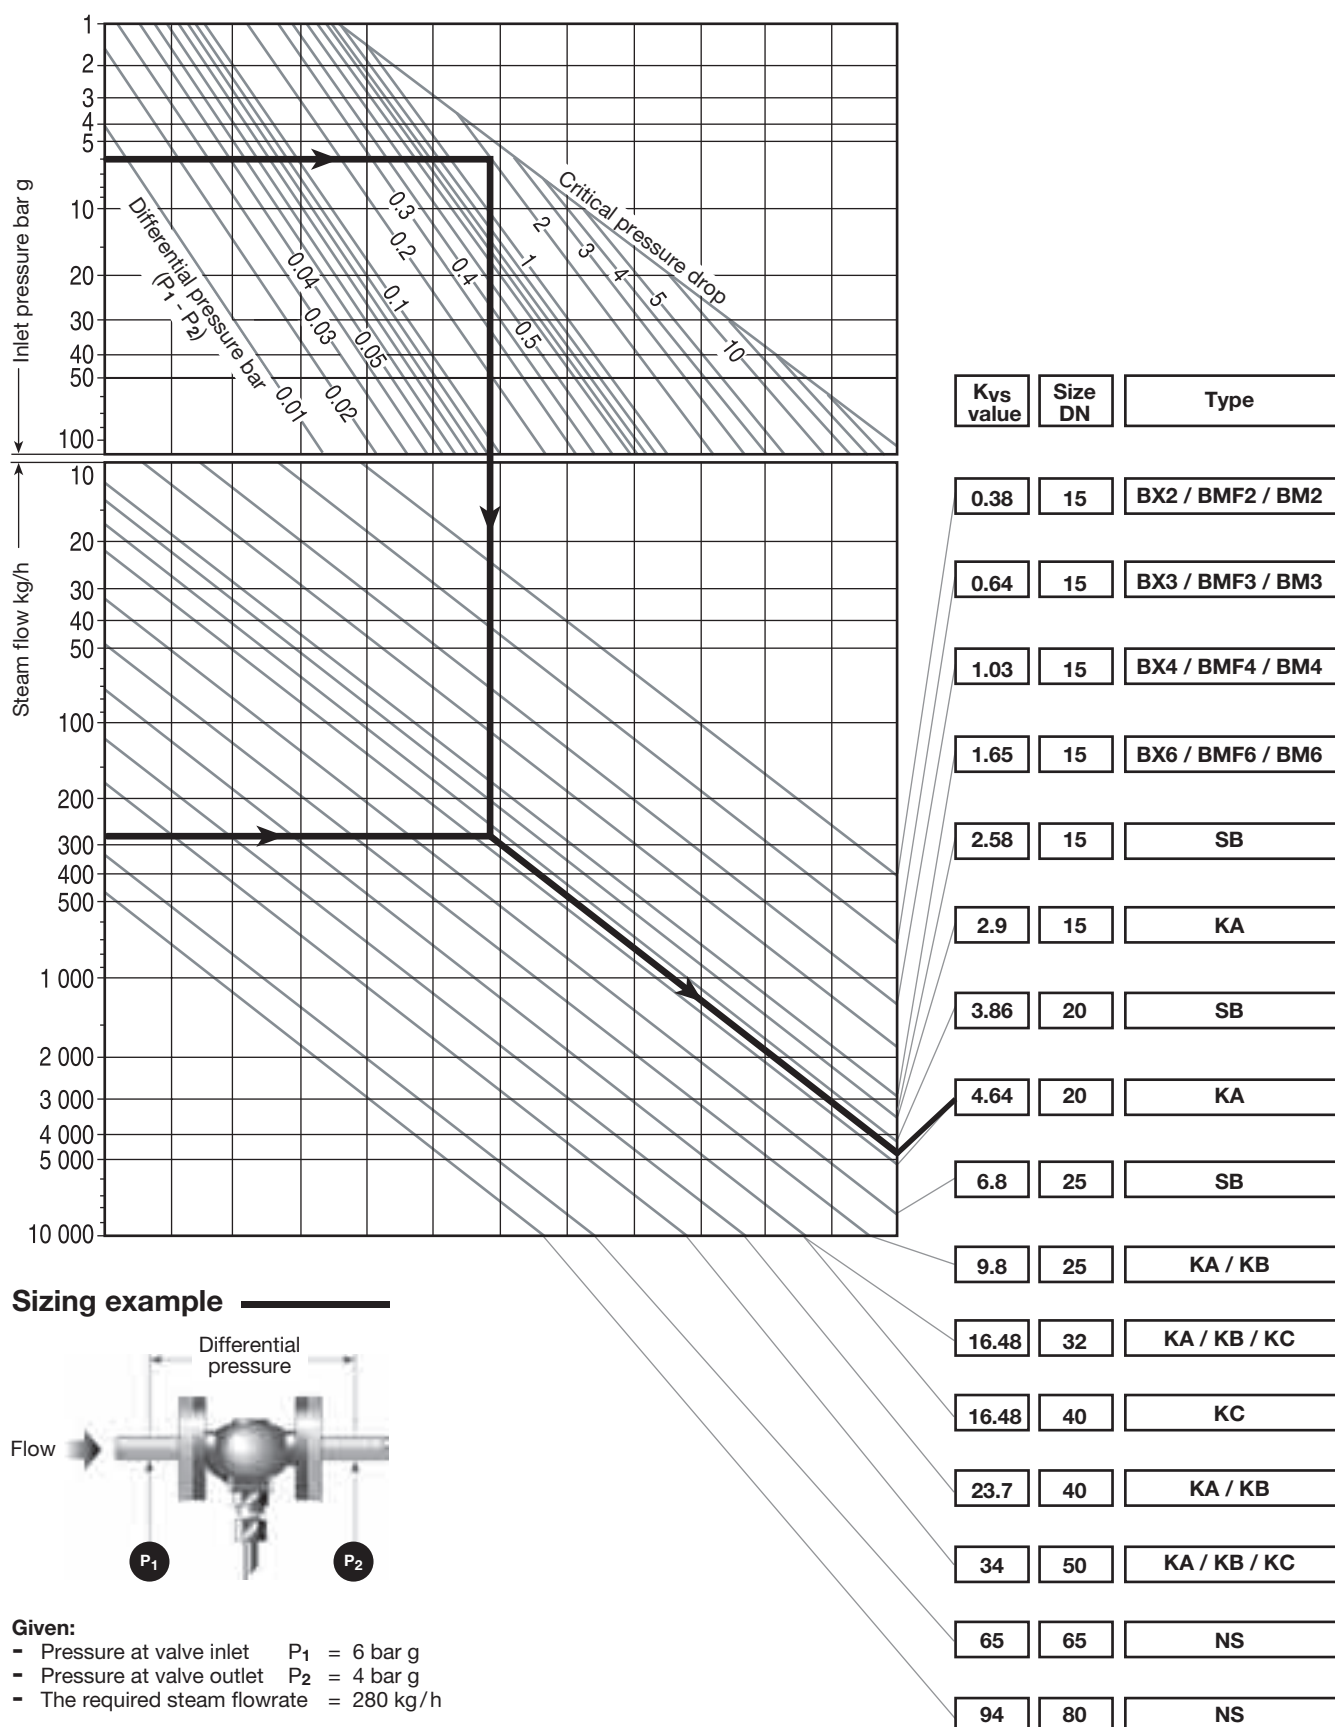 Inlet pressure bar g
1
2
3
4
5
10
20
30
40
50
100
Critical pressure drop
Differential pressure bar
(P1 - P2)
0.01
0.02
0.03
0.04
0.05
0.1
0.2
0.3
0.4
0.5
1
2
3
4
5
10
Steam flow kg/h
10
20
30
40
50
100
200
300
400
500
1 000
2 000
3 000
4 000
5 000
10 000
Kvs value
Size DN
Type
0.38 15 BX2 / BMF2 / BM2
0.64 15 BX3 / BMF3 / BM3
1.03 15 BX4 / BMF4 / BM4
1.65 15 BX6 / BMF6 / BM6
2.58 15 SB
2.9 15 KA
3.86 20 SB
4.64 20 KA
6.8 25 SB
9.8 25 KA / KB
16.48 32 KA / KB / KC
16.48 40 KC
23.7 40 KA / KB
34 50 KA / KB / KC
65 65 NS
94 80 NS
Sizing example
Differential
pressure
Flow
P1
P2
Given:
- Pressure at valve inlet P1 = 6 bar g
- Pressure at valve outlet P2 = 4 bar g
- The required steam flowrate = 280 kg/h